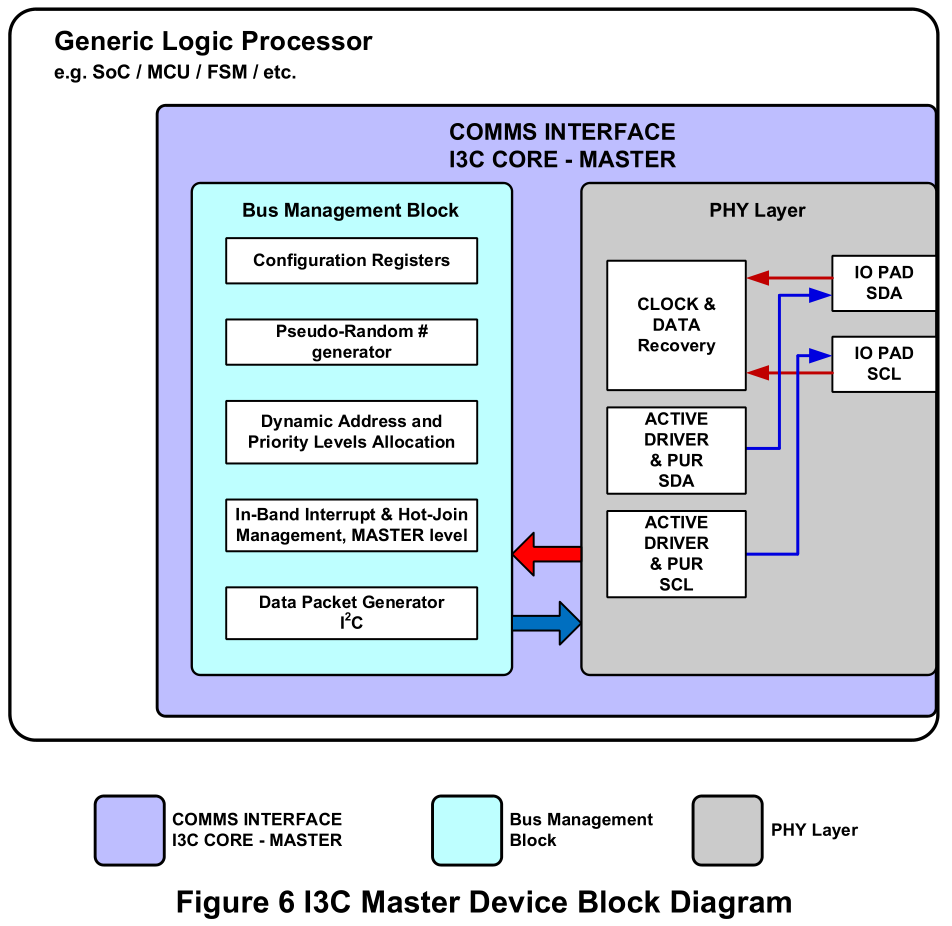 Generic Logic Processor
e.g. SoC / MCU / FSM / etc.
COMMS INTERFACE
I3C CORE - MASTER
Bus Management Block
Configuration Registers
Pseudo-Random #
generator
Dynamic Address and
Priority Levels Allocation
In-Band Interrupt & Hot-Join
Management, MASTER level
Data Packet Generator
I²C
PHY Layer
CLOCK &
DATA
Recovery
ACTIVE
DRIVER
& PUR
SDA
ACTIVE
DRIVER
& PUR
SCL
IO PAD
SDA
IO PAD
SCL
COMMS INTERFACE
I3C CORE - MASTER
Bus Management
Block
PHY Layer
Figure 6 I3C Master Device Block Diagram